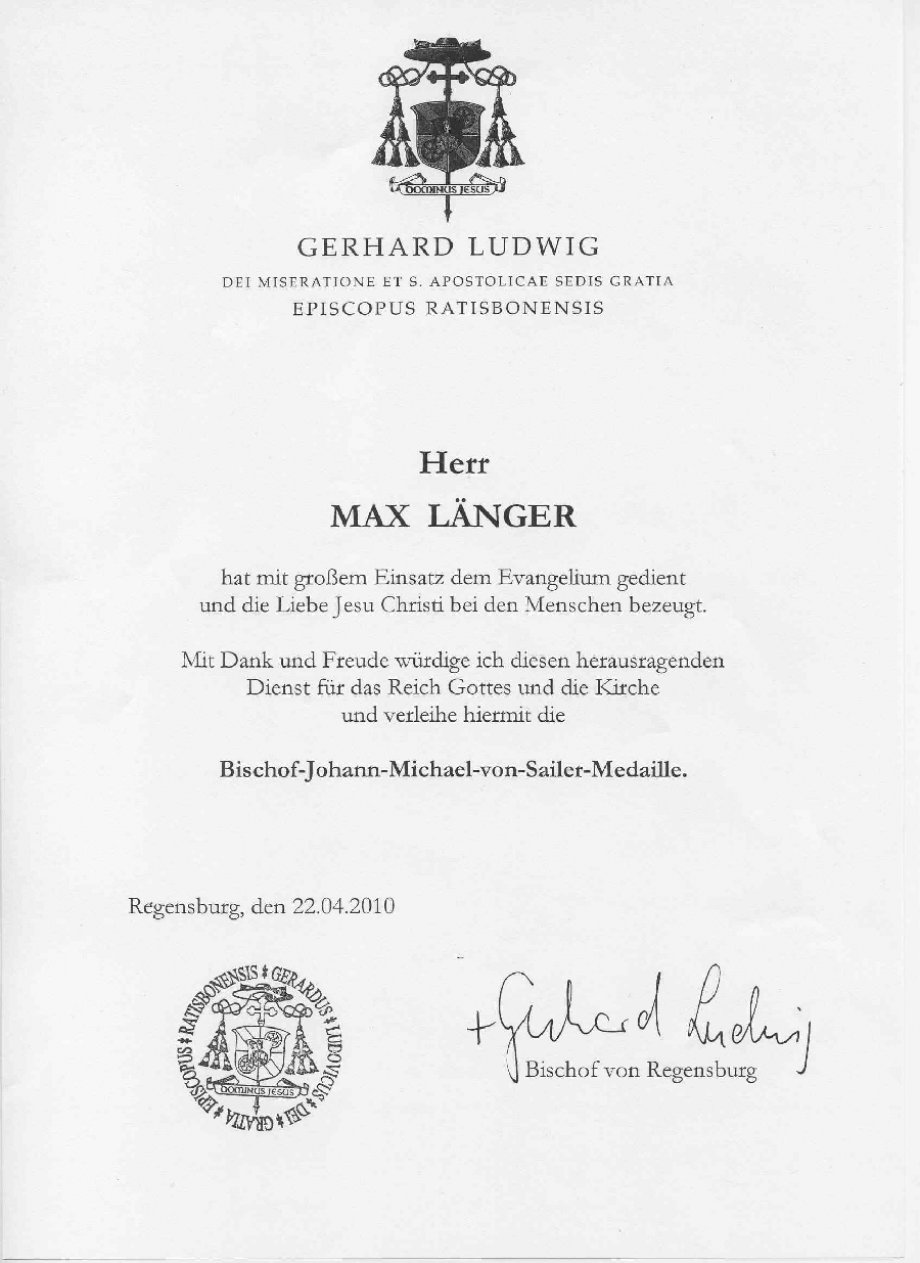 DOMINUS JESUS
GERHARD LUDWIG
DEI MISERATIONE ET S. APOSTOLICAE SEDIS GRATIA
EPISCOPUS RATISBONENSIS
Herr
MAX LÄNGER
hat mit großem Einsatz dem Evangelium gedient
und die Liebe Jesu Christi bei den Menschen bezeugt.
Mit Dank und Freude würdige ich diesen herausragenden
Dienst für das Reich Gottes und die Kirche
und verleihe hiermit die
Bischof-Johann-Michael-von-Sailer-Medaille.
Regensburg, den 22.04.2010
GERARDUS * LUDOVICUS * DEI * GRATIA * EPISCOPUS * RATISBONENSIS *
DOMINUS JESUS
+ Gerhard Ludwig
Bischof von Regensburg